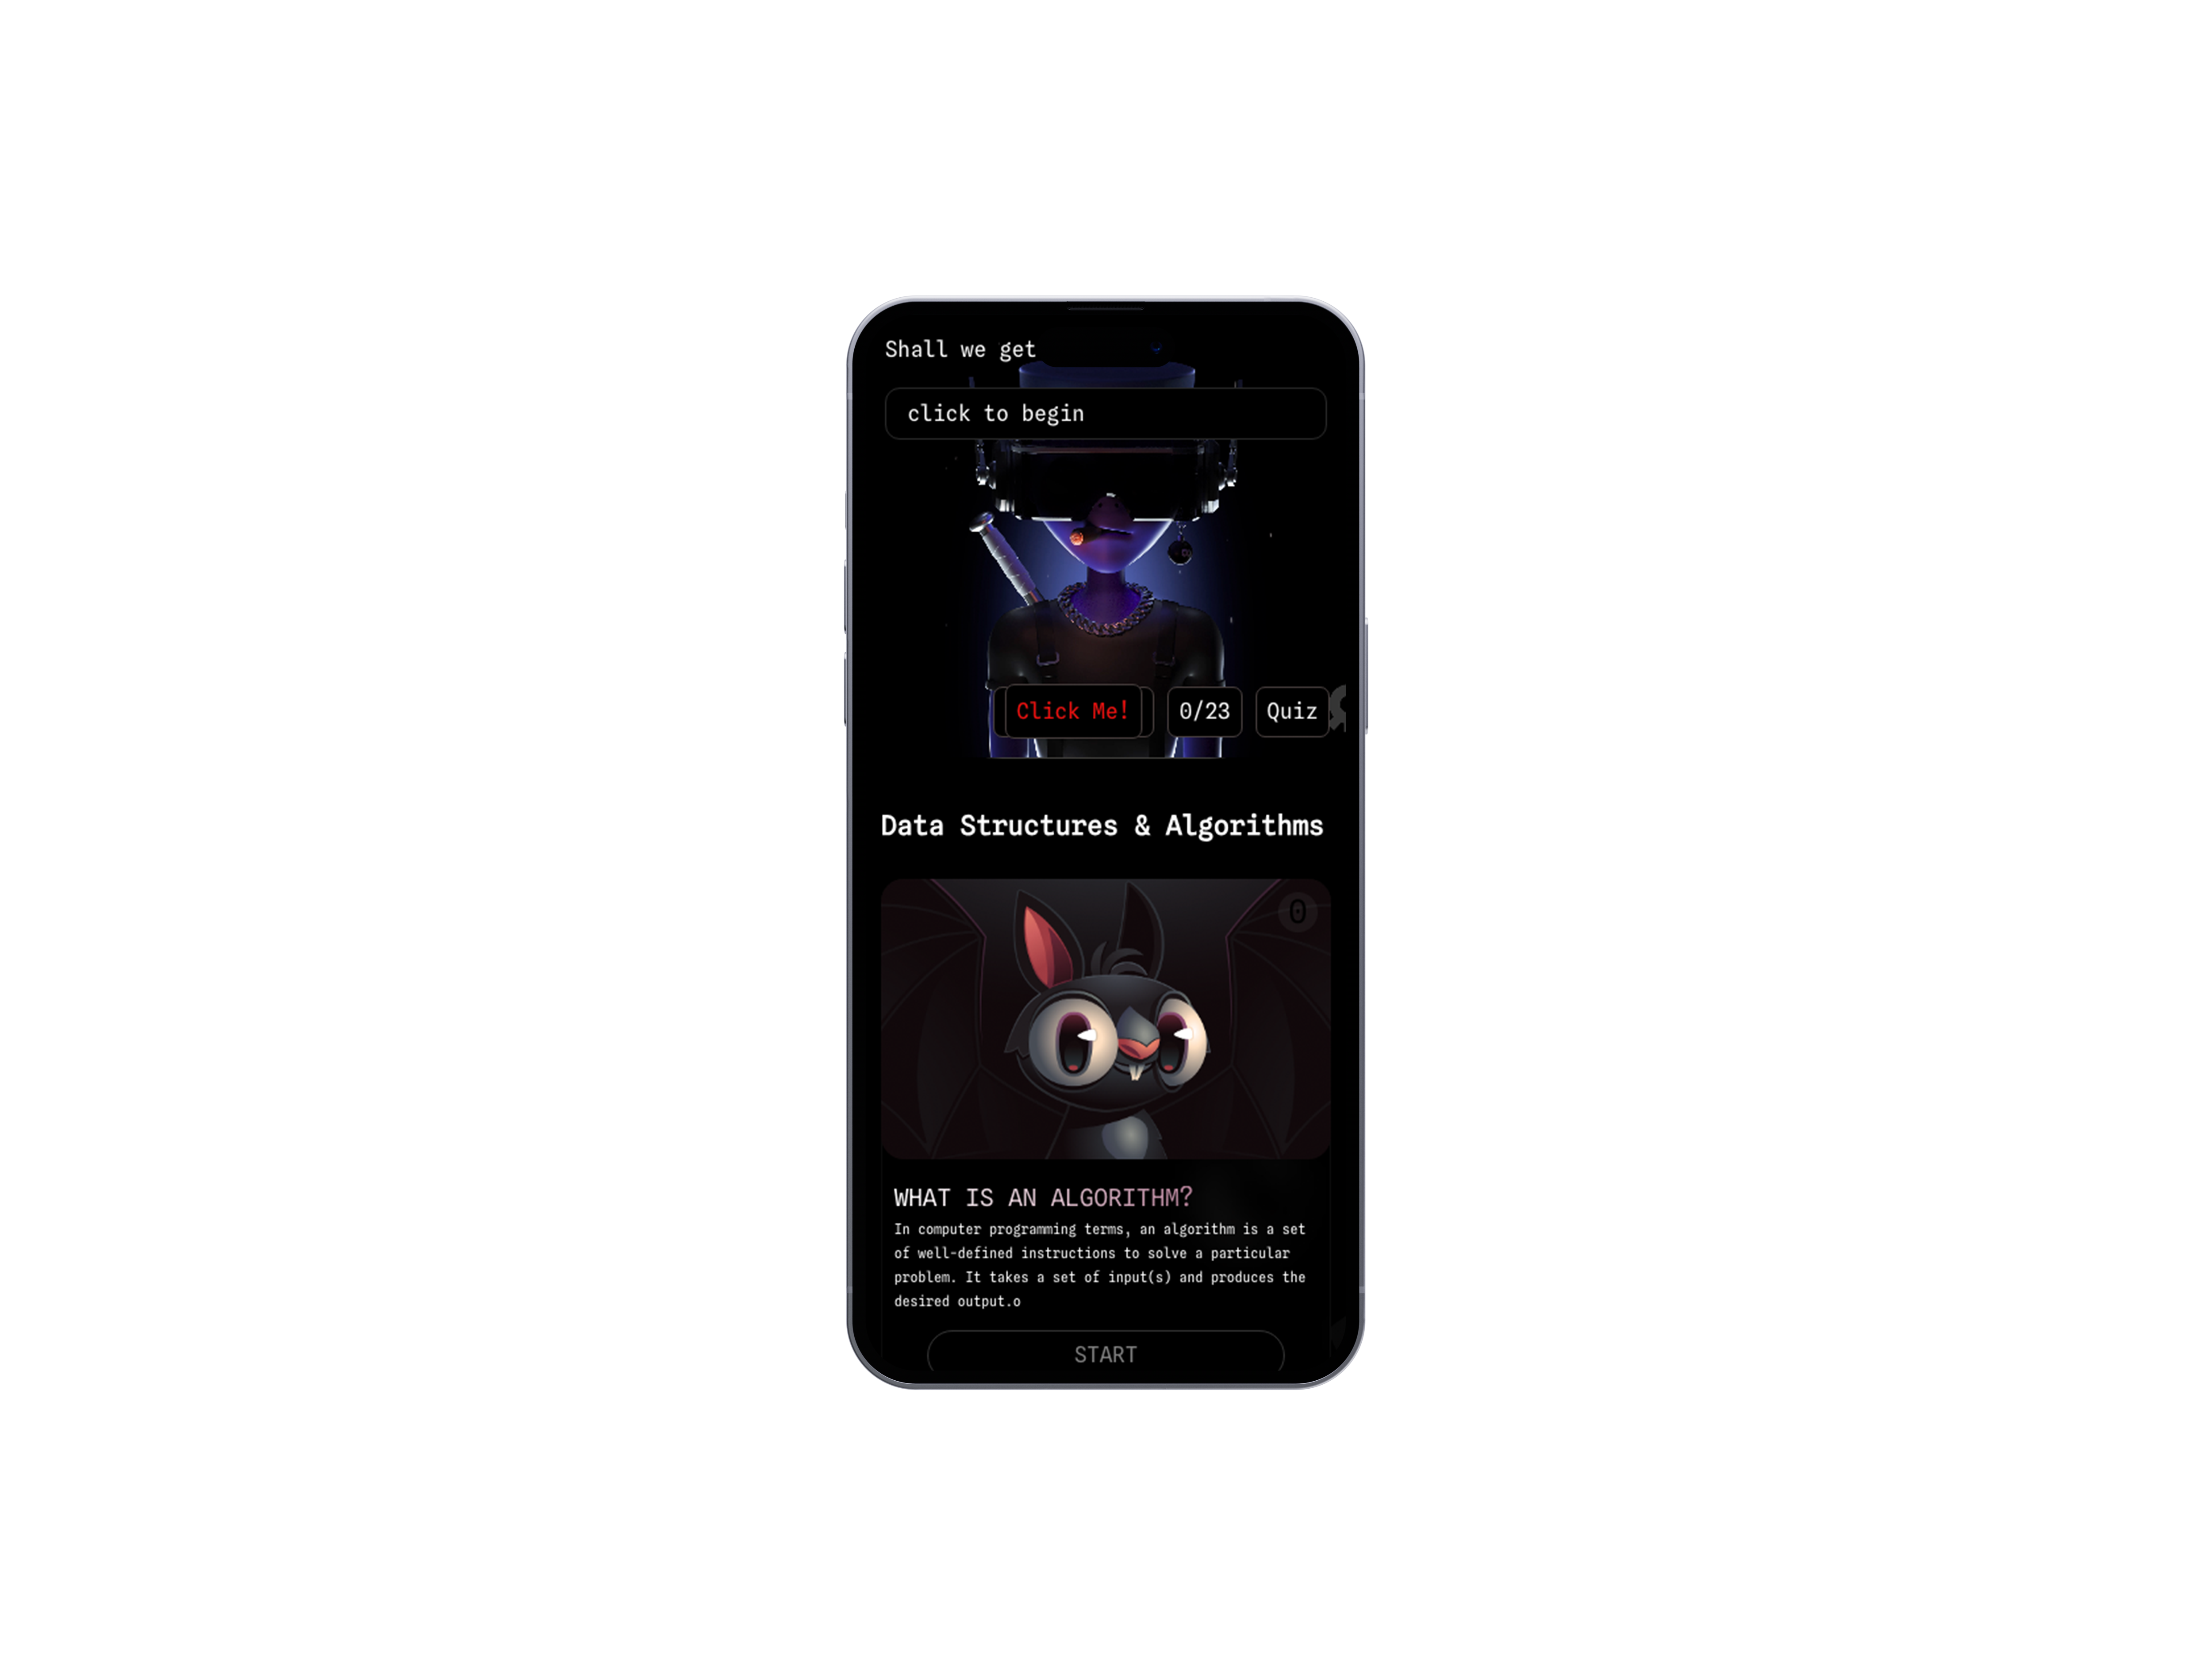 Shall we get
click to begin
Click Me!
0/23
Quiz
Data Structures & Algorithms
0
WHAT IS AN ALGORITHM?
In computer programming terms, an algorithm is a set
of well-defined instructions to solve a particular
problem. It takes a set of input(s) and produces the
desired output.o
START